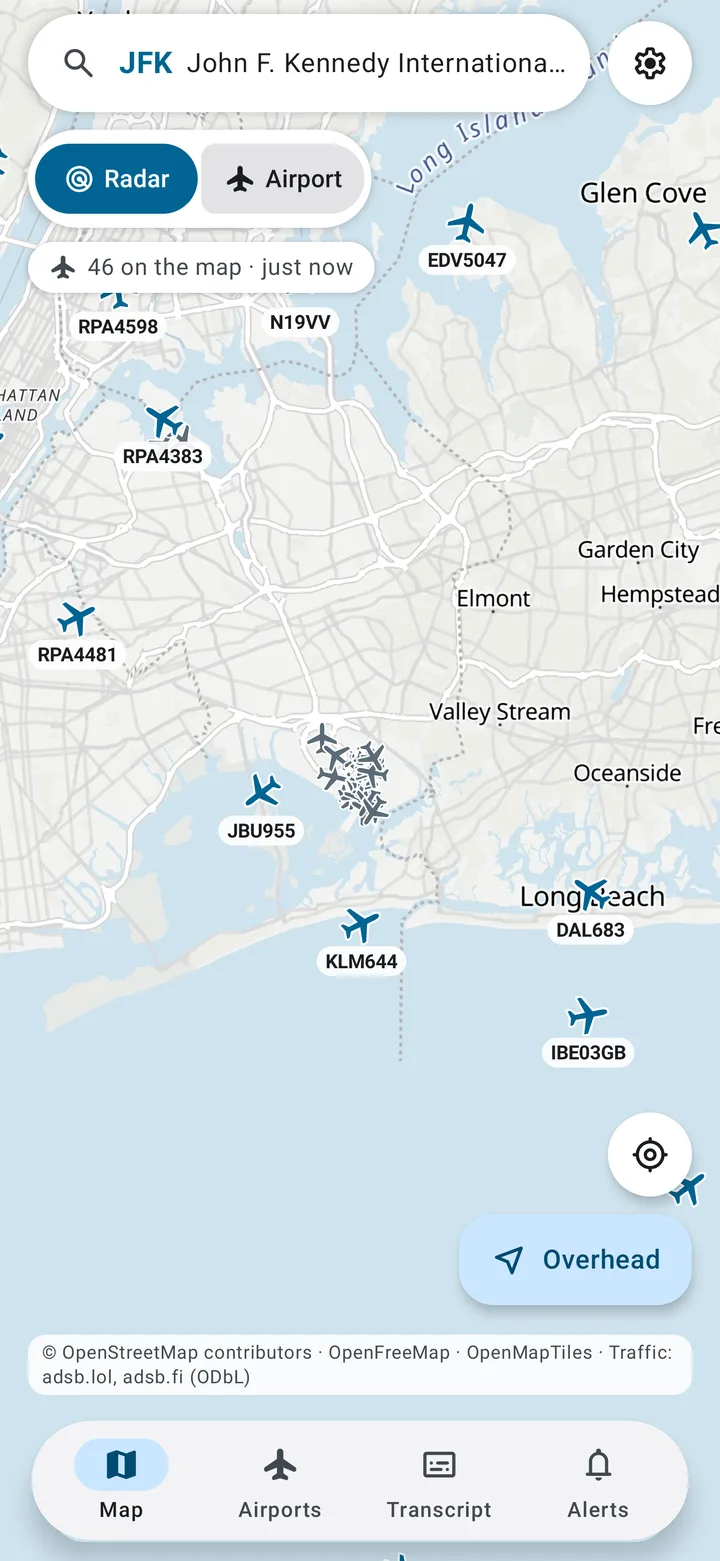 JFK John F. Kennedy Internationa...
Long Island
Radar
Airport
Glen Cove
EDV5047
46 on the map · just now
RPA4598
N19VV
HATTAN
AND
RPA4383
Garden City
Elmont
Hempstead
RPA4481
Valley Stream
Fre
Oceanside
JBU955
Long Beach
DAL683
KLM644
IBE03GB
Overhead
© OpenStreetMap contributors · OpenFreeMap · OpenMapTiles · Traffic:
adsb.lol, adsb.fi (ODbL)
Map
Airports
Transcript
Alerts